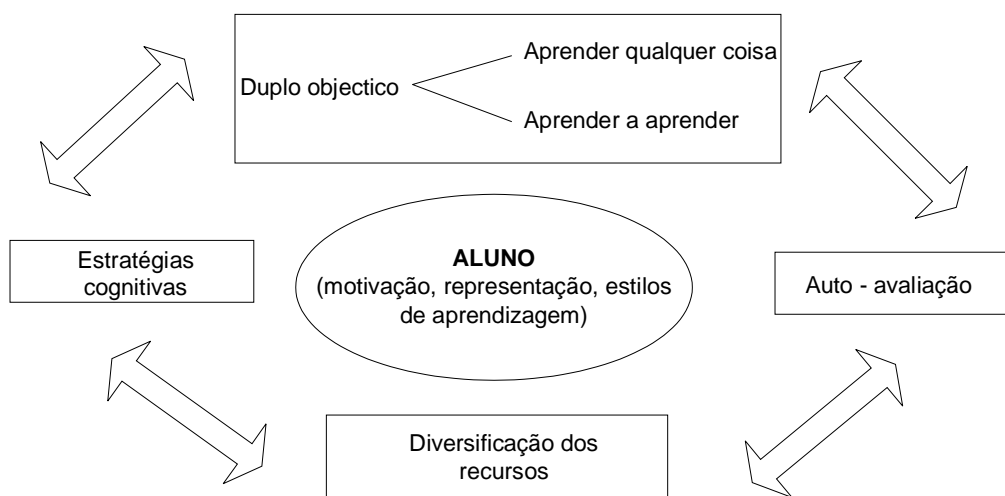 Aprender qualquer coisa
Duplo objectico
Aprender a aprender
Estratégias
cognitivas
ALUNO
(motivação, representação, estilos
de aprendizagem)
Auto - avaliação
Diversificação dos
recursos